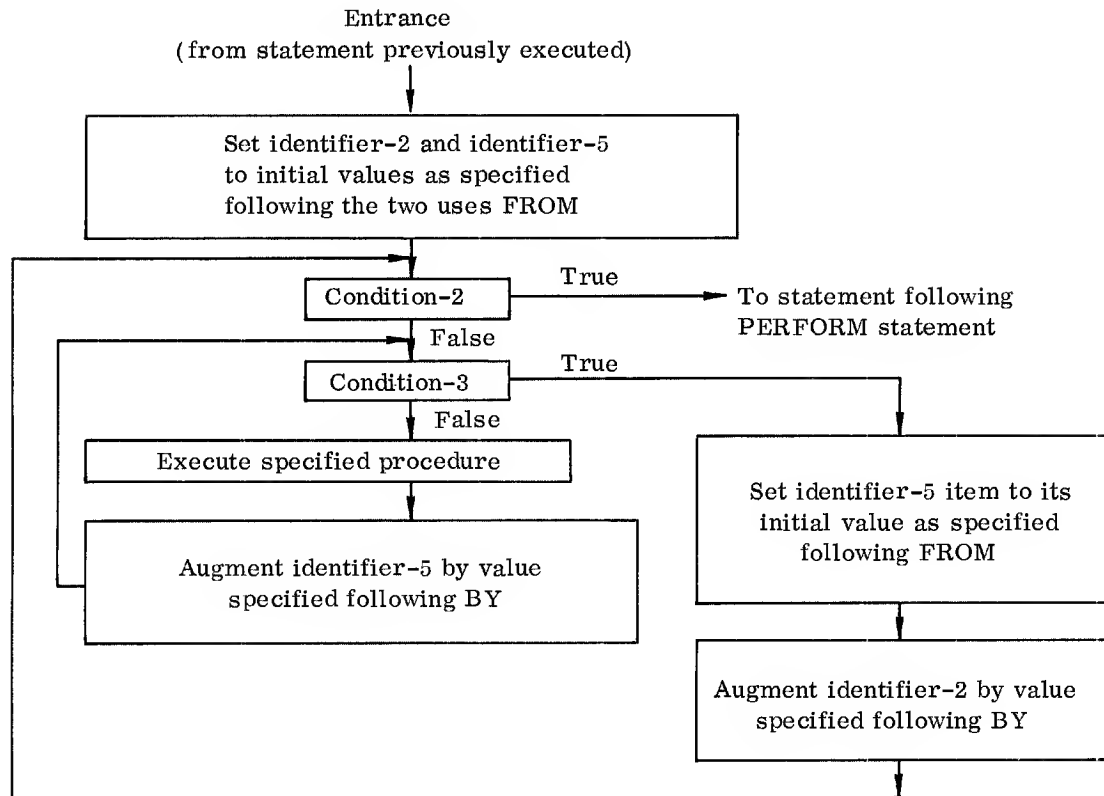 Entrance
(from statement previously executed)
Set identifier-2 and identifier-5
to initial values as specified
following the two uses FROM
Condition-2
True
To statement following
PERFORM statement
False
Condition-3
True
False
Execute specified procedure
Augment identifier-5 by value
specified following BY
Set identifier-5 item to its
initial value as specified
following FROM
Augment identifier-2 by value
specified following BY